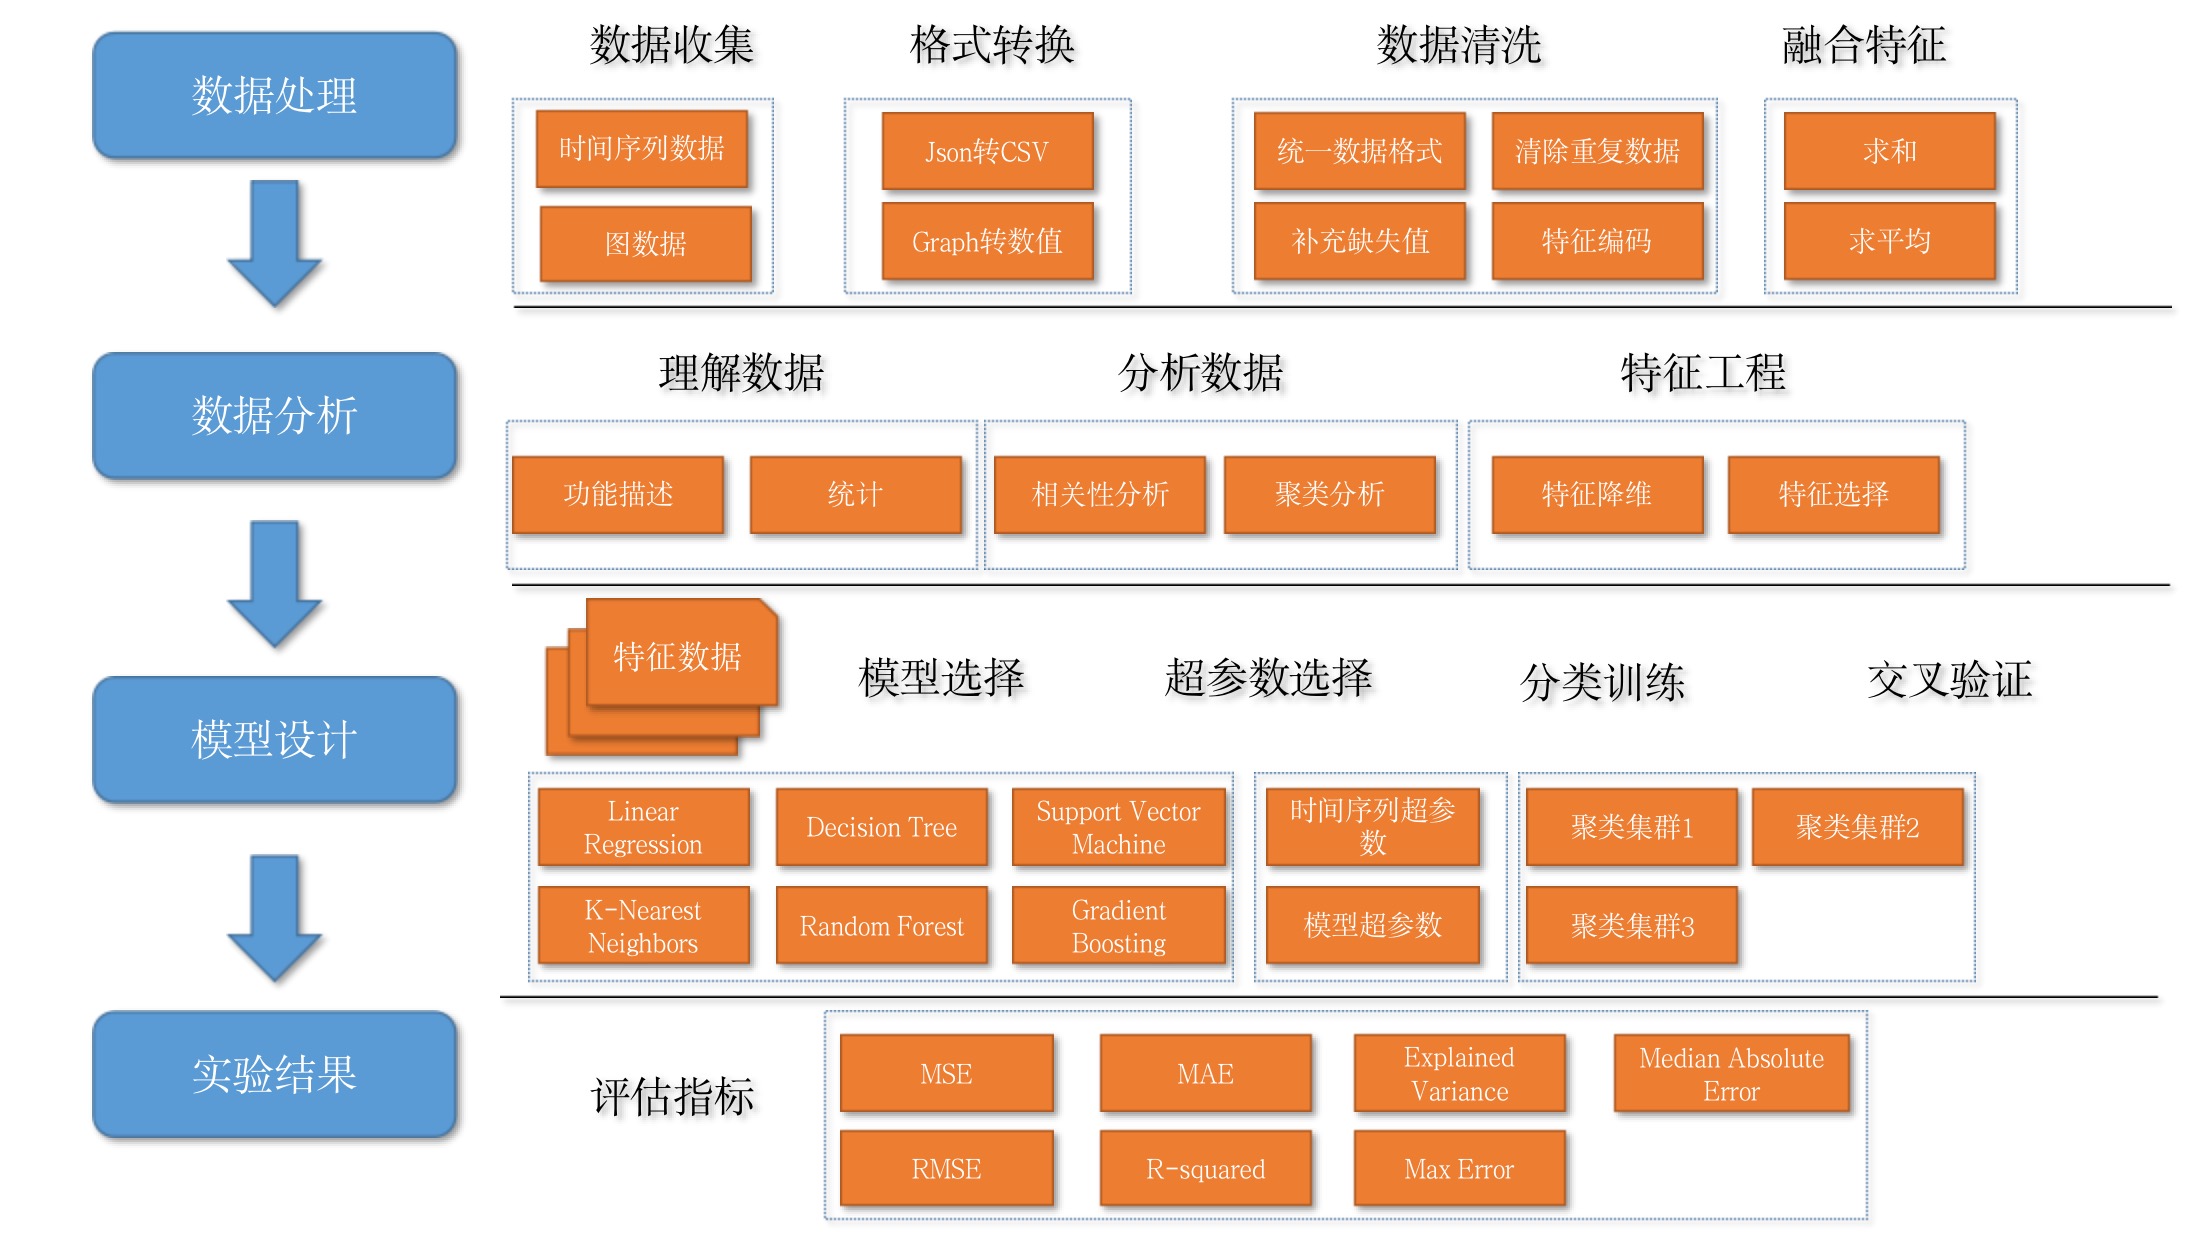 数据处理
数据收集
格式转换
数据清洗
融合特征
时间序列数据
图数据
Json转CSV
Graph转数值
统一数据格式
清除重复数据
补充缺失值
特征编码
求和
求平均
数据分析
理解数据
分析数据
特征工程
功能描述
统计
相关性分析
聚类分析
特征降维
特征选择
模型设计
特征数据
模型选择
超参数选择
分类训练
交叉验证
Linear
Regression
Decision Tree
Support Vector
Machine
K-Nearest
Neighbors
Random Forest
Gradient
Boosting
时间序列超参
数
模型超参数
聚类集群1
聚类集群2
聚类集群3
实验结果
评估指标
MSE
MAE
Explained
Variance
Median Absolute
Error
RMSE
R-squared
Max Error